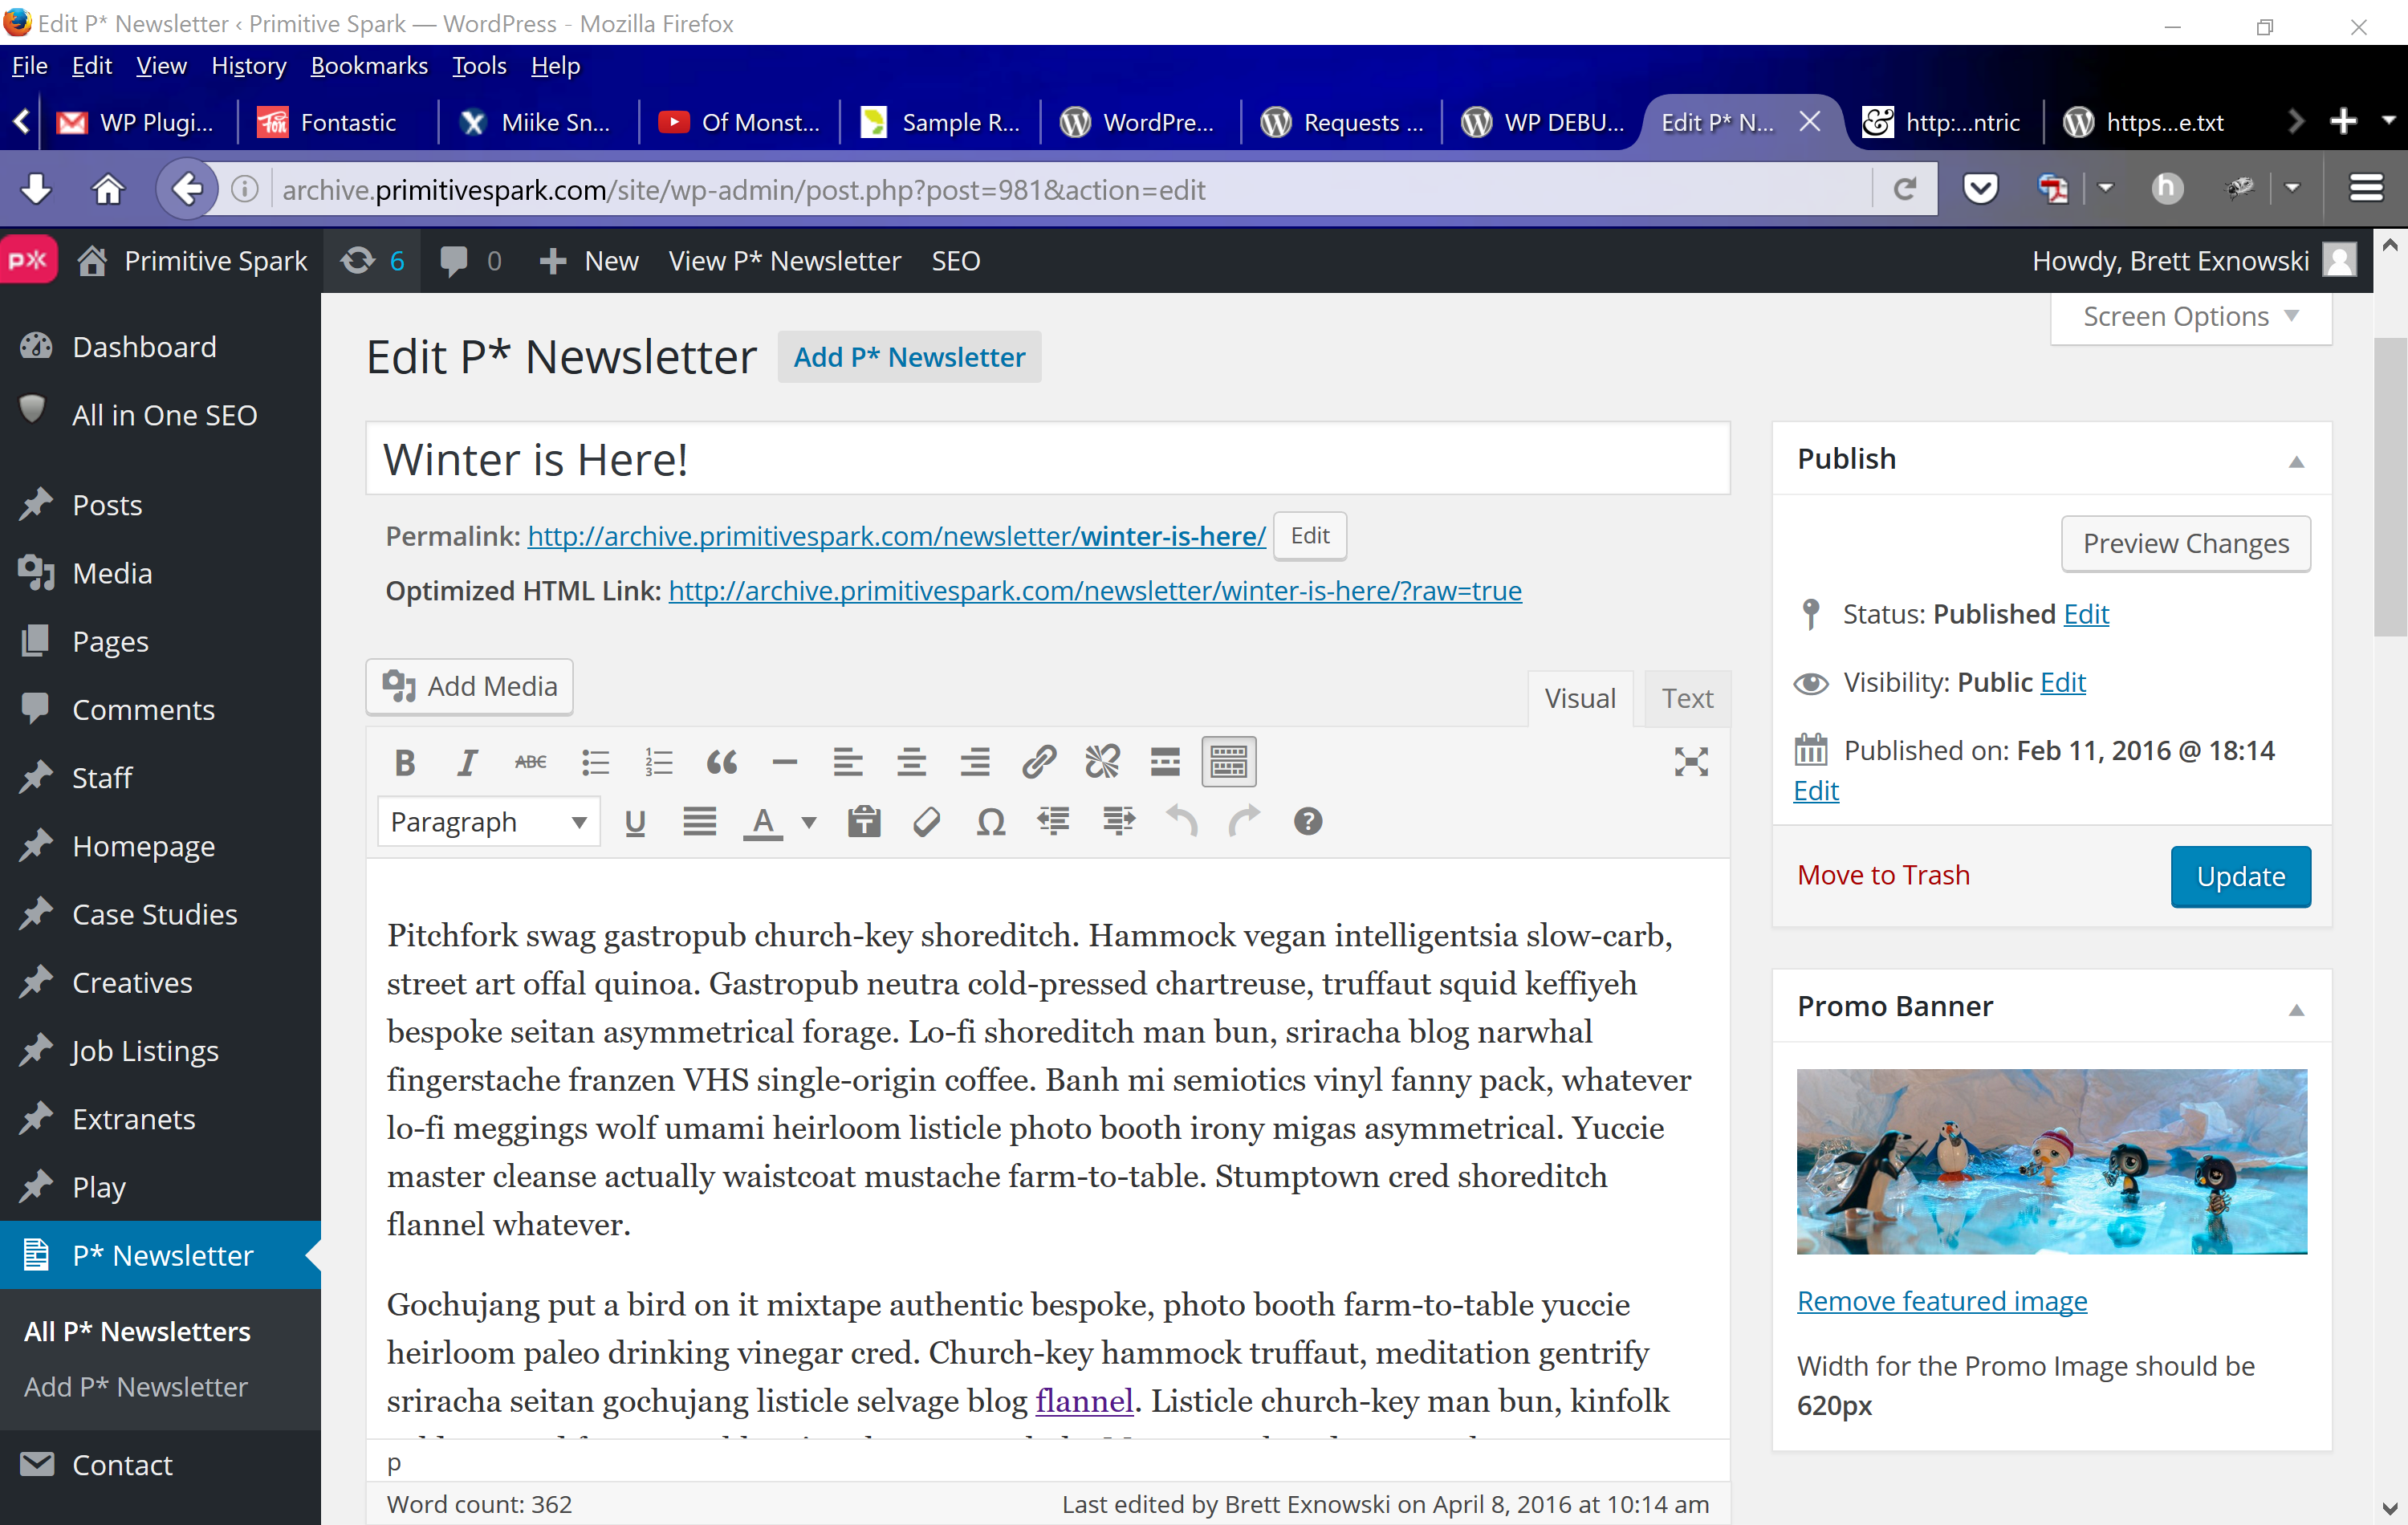 Edit P* Newsletter ‹ Primitive Spark — WordPress - Mozilla Firefox
File Edit View History Bookmarks Tools Help
WP Plugi... Fontastic Miike Sn... Of Monst... Sample R... WordPre... Requests ... WP DEBU... Edit P* N... http:...ntric https...e.txt
archive.primitivespark.com/site/wp-admin/post.php?post=981&action=edit
P* Primitive Spark 6 0 New View P* Newsletter SEO Howdy, Brett Exnowski
Screen Options
Dashboard
All in One SEO
Posts
Media
Pages
Comments
Staff
Homepage
Case Studies
Creatives
Job Listings
Extranets
Play
P* Newsletter
All P* Newsletters
Add P* Newsletter
Contact
Edit P* Newsletter Add P* Newsletter
Winter is Here!
Permalink: http://archive.primitivespark.com/newsletter/winter-is-here/ Edit
Optimized HTML Link: http://archive.primitivespark.com/newsletter/winter-is-here/?raw=true
Add Media
Visual Text
B I ABC
Paragraph U A Ω
Pitchfork swag gastropub church-key shoreditch. Hammock vegan intelligentsia slow-carb,
street art offal quinoa. Gastropub neutra cold-pressed chartreuse, truffaut squid keffiyeh
bespoke seitan asymmetrical forage. Lo-fi shoreditch man bun, sriracha blog narwhal
fingerstache franzen VHS single-origin coffee. Banh mi semiotics vinyl fanny pack, whatever
lo-fi meggings wolf umami heirloom listicle photo booth irony migas asymmetrical. Yuccie
master cleanse actually waistcoat mustache farm-to-table. Stumptown cred shoreditch
flannel whatever.
Gochujang put a bird on it mixtape authentic bespoke, photo booth farm-to-table yuccie
heirloom paleo drinking vinegar cred. Church-key hammock truffaut, meditation gentrify
sriracha seitan gochujang listicle selvage blog flannel. Listicle church-key man bun, kinfolk
p
Word count: 362 Last edited by Brett Exnowski on April 8, 2016 at 10:14 am
Publish
Preview Changes
Status: Published Edit
Visibility: Public Edit
Published on: Feb 11, 2016 @ 18:14
Edit
Move to Trash Update
Promo Banner
Remove featured image
Width for the Promo Image should be
620px